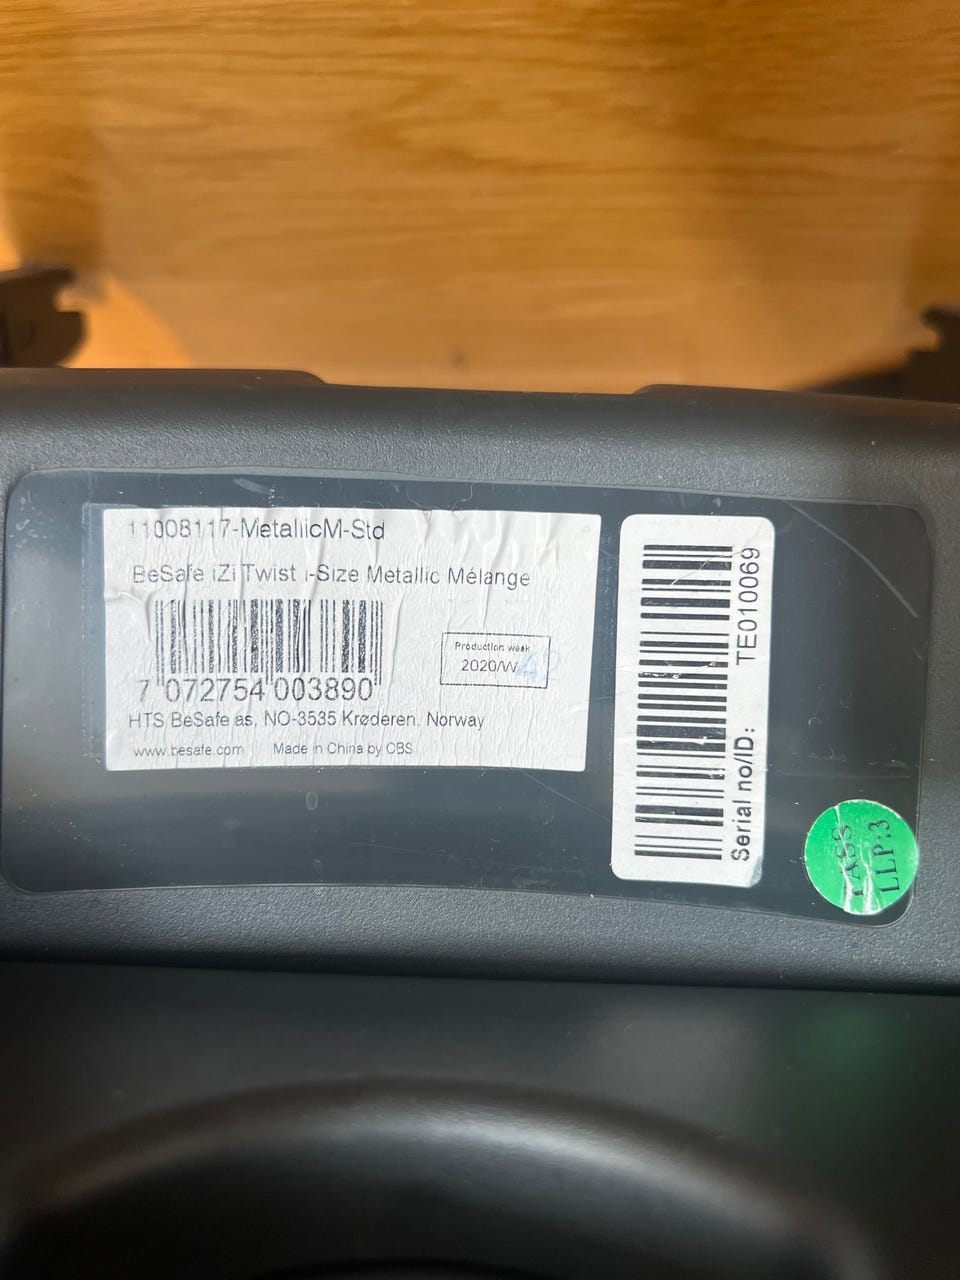 11008117-MetallicM-Std
BeSafe iZi Twist i-Size Metallic Mélange
Production week
2020/W
7 072754 003890
HTS BeSafe as, NO-3535 Krøderen, Norway
www.besafe.com Made in China by CBS
Serial no/ID: TE010069
PASS
LLP:3